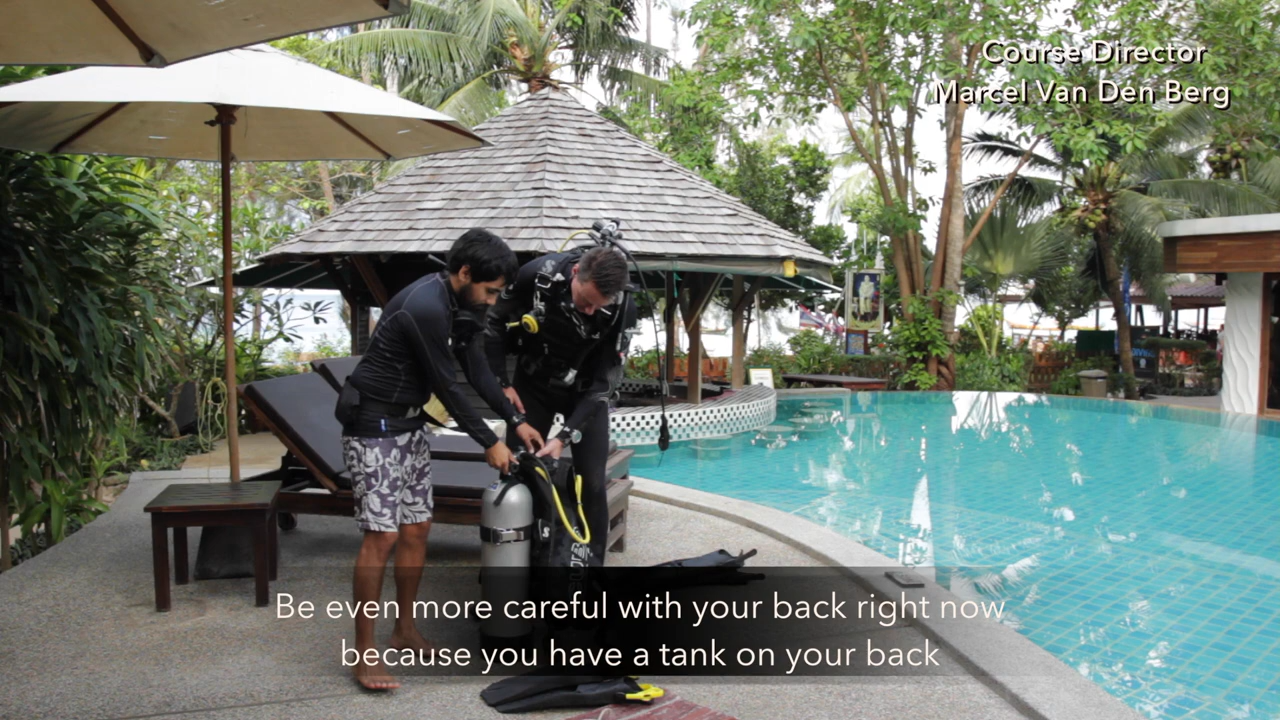 Course Director
Marcel Van Den Berg
Be even more careful with your back right now
because you have a tank on your back